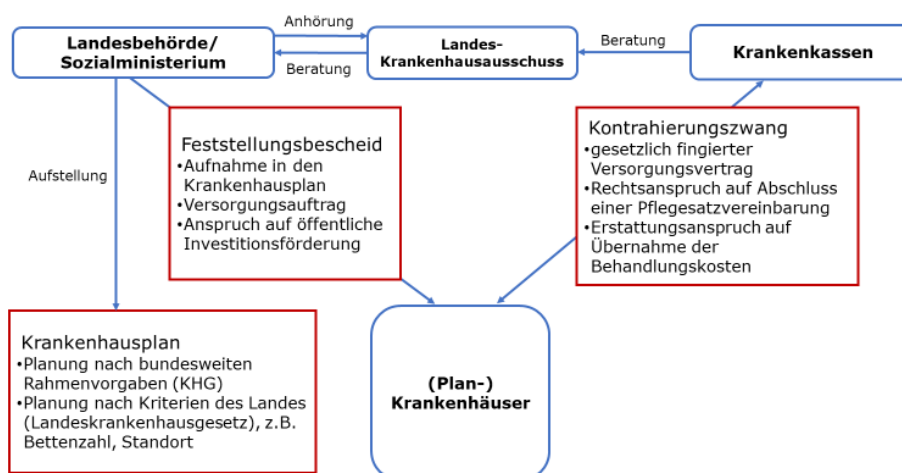 Anhörung
Landesbehörde/
Sozialministerium
Beratung
Landes-
Krankenhausausschuss
Beratung
Krankenkassen
Aufstellung
Feststellungsbescheid
•Aufnahme in den
Krankenhausplan
•Versorgungsauftrag
•Anspruch auf öffentliche
Investitionsförderung
Kontrahierungszwang
•gesetzlich fingierter
Versorgungsvertrag
•Rechtsanspruch auf Abschluss
einer Pflegesatzvereinbarung
•Erstattungsanspruch auf
Übernahme der
Behandlungskosten
Krankenhausplan
•Planung nach bundesweiten
Rahmenvorgaben (KHG)
•Planung nach Kriterien des Landes
(Landeskrankenhausgesetz), z.B.
Bettenzahl, Standort
(Plan-)
Krankenhäuser